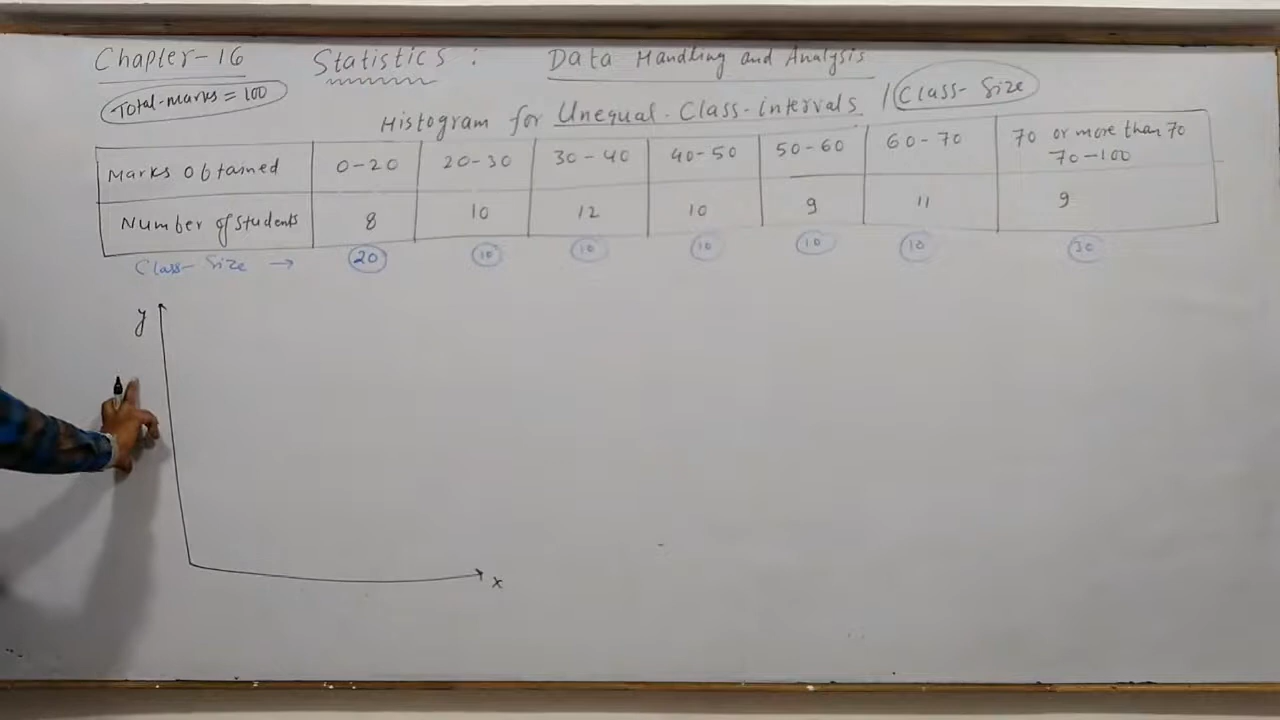 Chapter-16 Statistics : Data Handling and Analysis
Total-marks = 100
Histogram for Unequal-Class-intervals / Class-Size
Marks Obtained 0-20 20-30 30-40 40-50 50-60 60-70 70 or more than 70
70-100
Number of students 8 10 12 10 9 11 9
Class-Size → 20 10 10 10 10 10 30
y
x